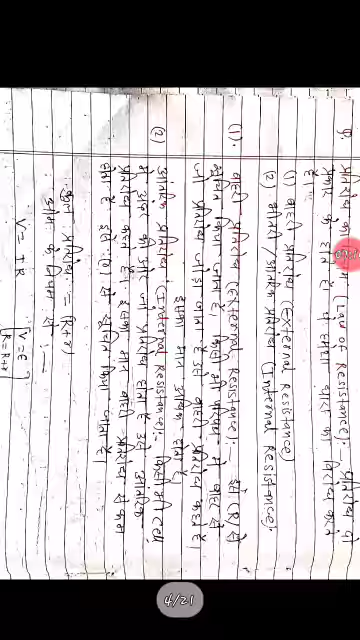 Q. प्रतिरोध का नियम (Law of Resistance):— प्रतिरोध दो
प्रकार के होते हैं ये सभी धारा का विरोध करते
हैं।
(1) बाहरी प्रतिरोध (External Resistance)
(2) भीतरी आंतरिक प्रतिरोध (Internal Resistance):
(1). बाहरी प्रतिरोध (External Resistance):— इसे (R) से
सूचित किया जाता है, किसी भी परिपथ में बाहर से
जो प्रतिरोध जोड़ा जाता है उसे बाहरी प्रतिरोध कहते हैं।
इसका मान अधिक होता है
(2) आंतरिक प्रतिरोध (Internal Resistance):- किसी भी cell
के अंदर की ओर जो प्रतिरोध होता है उसे आंतरिक
प्रतिरोध कहते हैं। इसका मान बाहरी प्रतिरोध से कम
होता है इसे (r) से सूचित किया जाता है
कुल प्रतिरोध = R+r
ओम के नियम से :—
V = IR
V = E
R = R+r
4/21